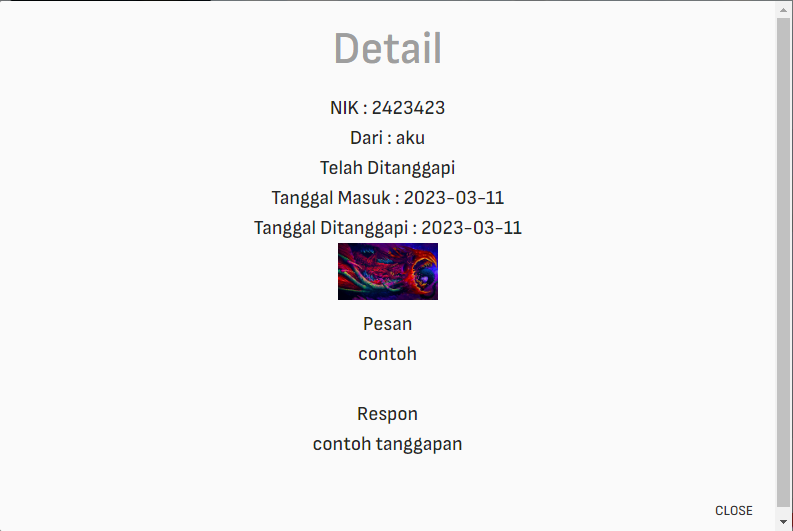 Detail
NIK : 2423423
Dari : aku
Telah Ditanggapi
Tanggal Masuk : 2023-03-11
Tanggal Ditanggapi : 2023-03-11
Pesan
contoh
Respon
contoh tanggapan
CLOSE